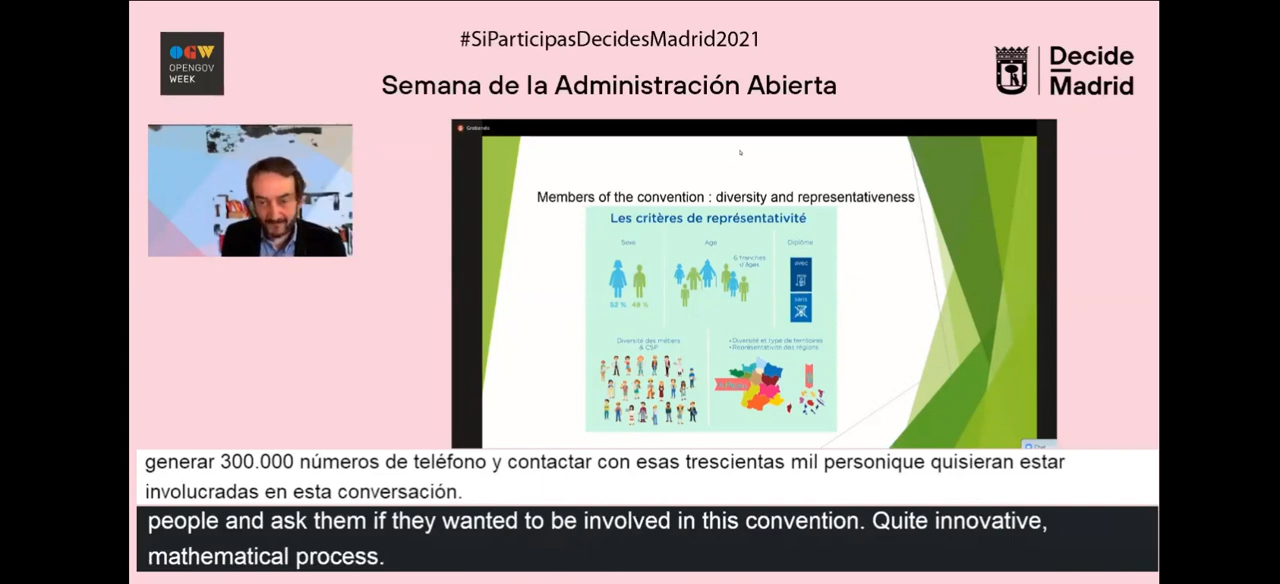 #SiParticipasDecidesMadrid2021
OGW
OPENGOV
WEEK
Semana de la Administración Abierta
Decide
Madrid
Grabando
Members of the convention : diversity and representativeness
Les critères de représentativité
Sexe
Age
Diplôme
6 tranches
d'Ages
avec
sans
52 % 48 %
Diversité des métiers
& CSP
• Diversité et type de territoires
• Représentativité des régions
generar 300.000 números de teléfono y contactar con esas trescientas mil personique quisieran estar
involucradas en esta conversación.
people and ask them if they wanted to be involved in this convention. Quite innovative,
mathematical process.